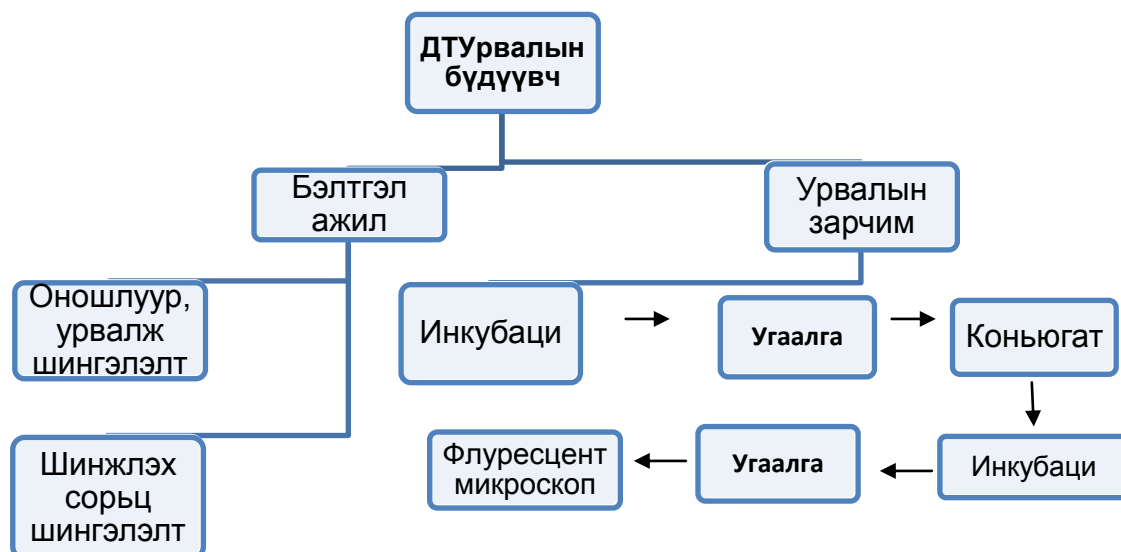 ДТУрвалын
бүдүүвч
Бэлтгэл
ажил
Урвалын
зарчим
Оношлуур,
урвалж
шингэлэлт
Инкубаци
Угаалга
Коньюгат
Шинжлэх
сорьц
шингэлэлт
Флуресцент
микроскоп
Угаалга
Инкубаци